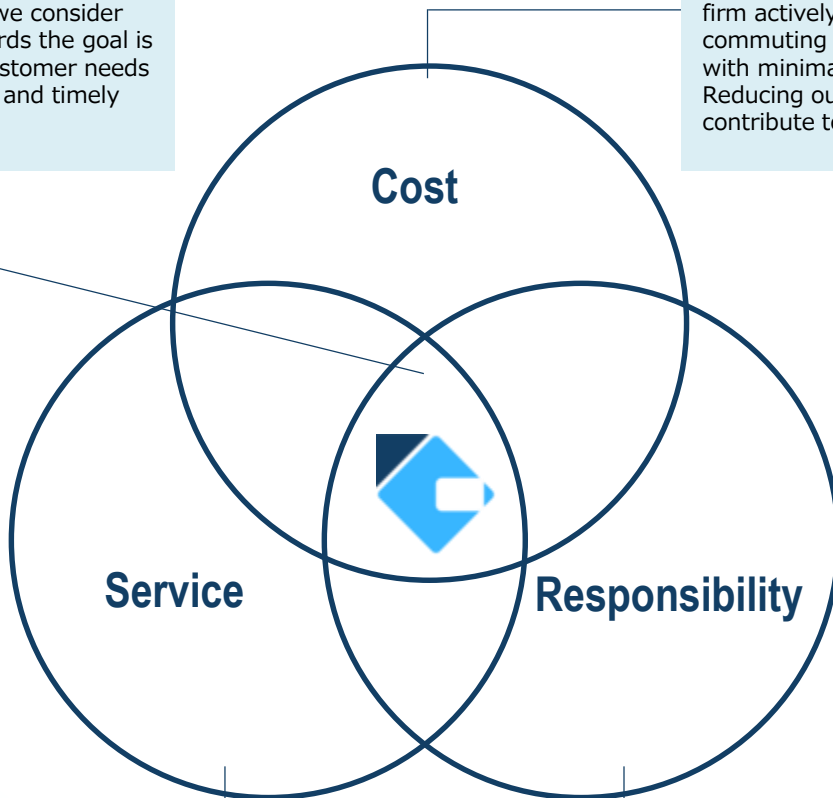 we consider
rds the goal is
stomer needs
and timely
firm actively
commuting
with minima
Reducing ou
contribute to
Cost
Service
Responsibility